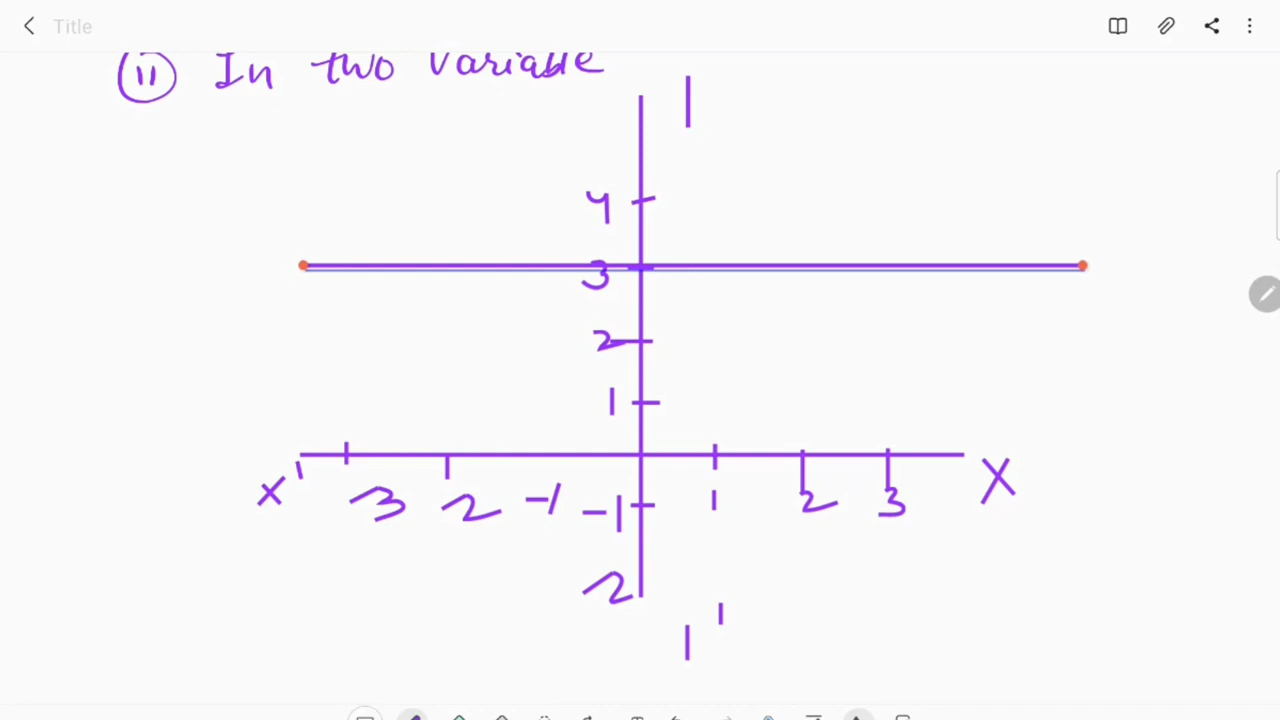 Title
(ii) In two variable
4
3
2
1
X' -3 -2 -1 -1 1 2 3 X
-2